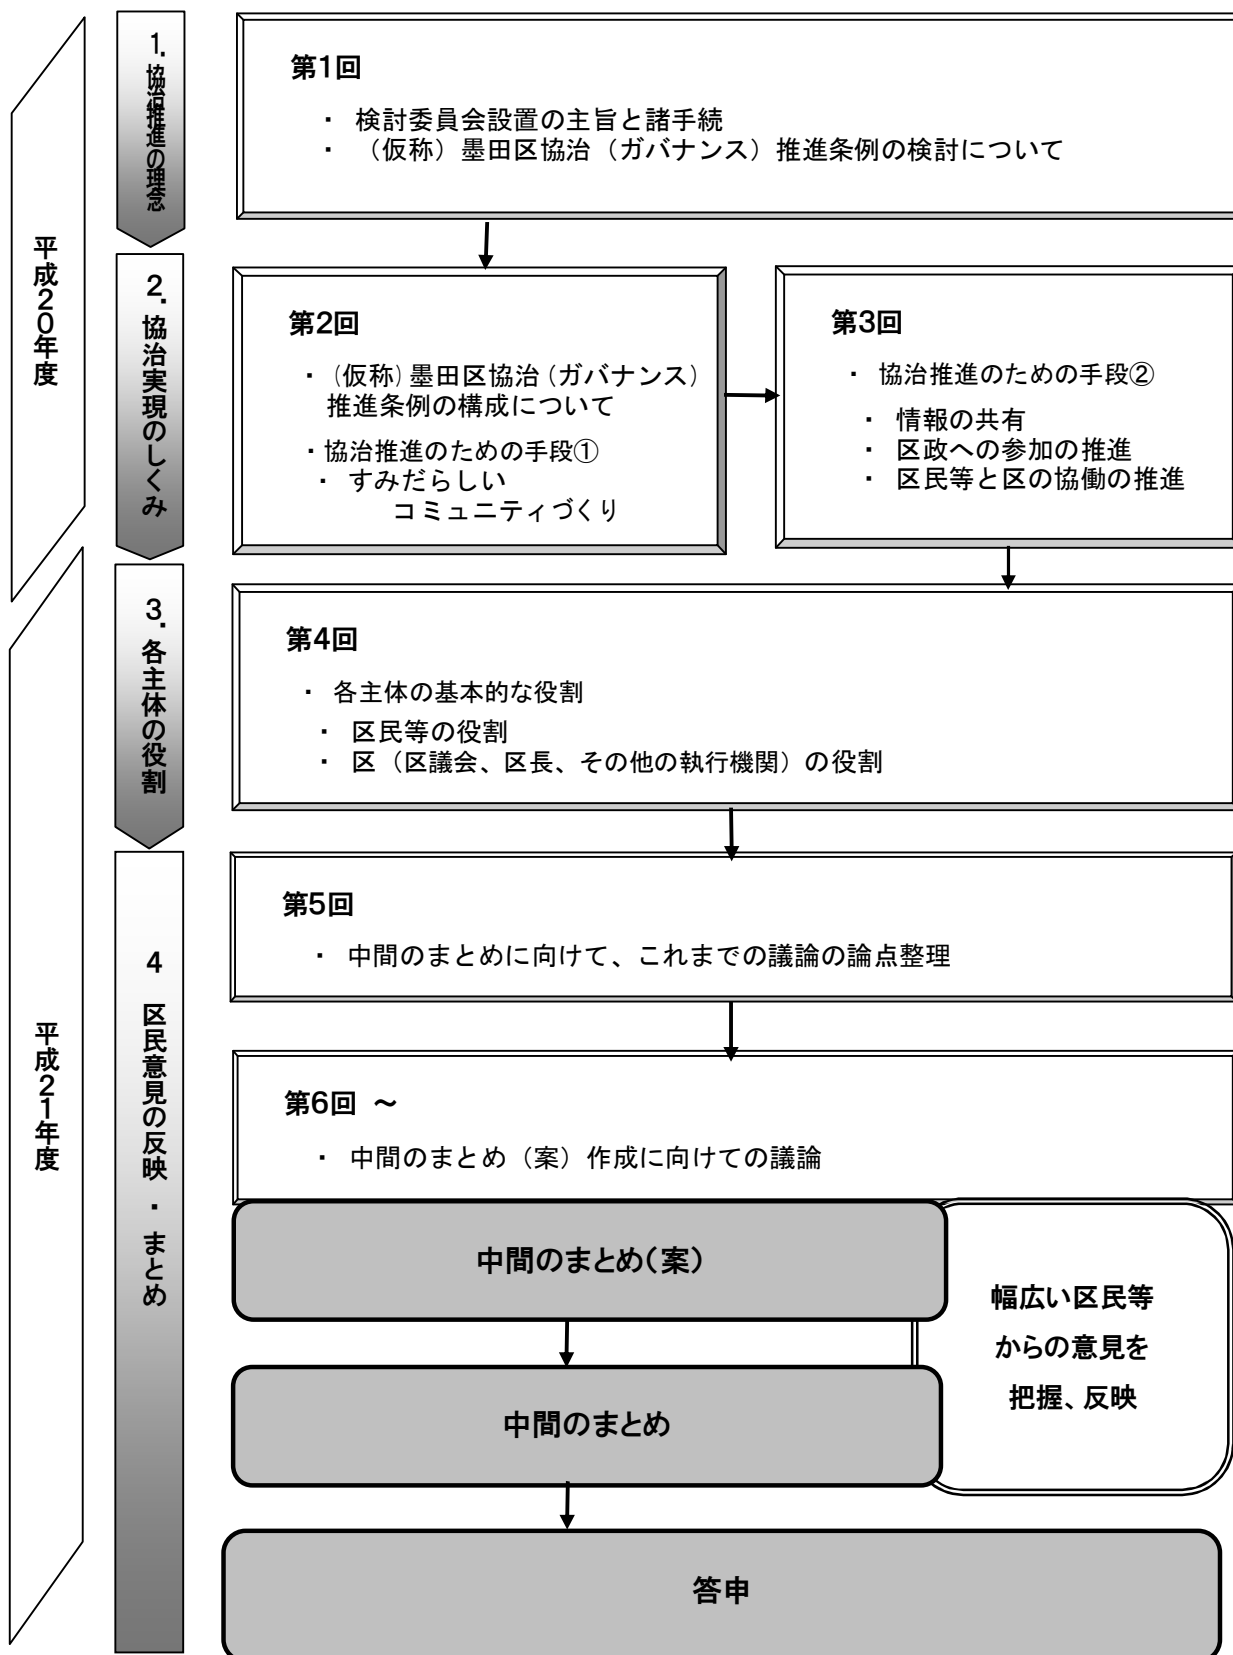 平成20年度
平成21年度
1.協治推進の理念
2.協治実現のしくみ
3.各主体の役割
4 区民意見の反映・まとめ
第1回
・ 検討委員会設置の主旨と諸手続
・ （仮称）墨田区協治（ガバナンス）推進条例の検討について
第2回
・（仮称）墨田区協治（ガバナンス）
推進条例の構成について
・協治推進のための手段①
・ すみだらしい
コミュニティづくり
第3回
・ 協治推進のための手段②
・ 情報の共有
・ 区政への参加の推進
・ 区民等と区の協働の推進
第4回
・ 各主体の基本的な役割
・ 区民等の役割
・ 区（区議会、区長、その他の執行機関）の役割
第5回
・ 中間のまとめに向けて、これまでの議論の論点整理
第6回 ～
・ 中間のまとめ（案）作成に向けての議論
中間のまとめ（案）
幅広い区民等
からの意見を
把握、反映
中間のまとめ
答申